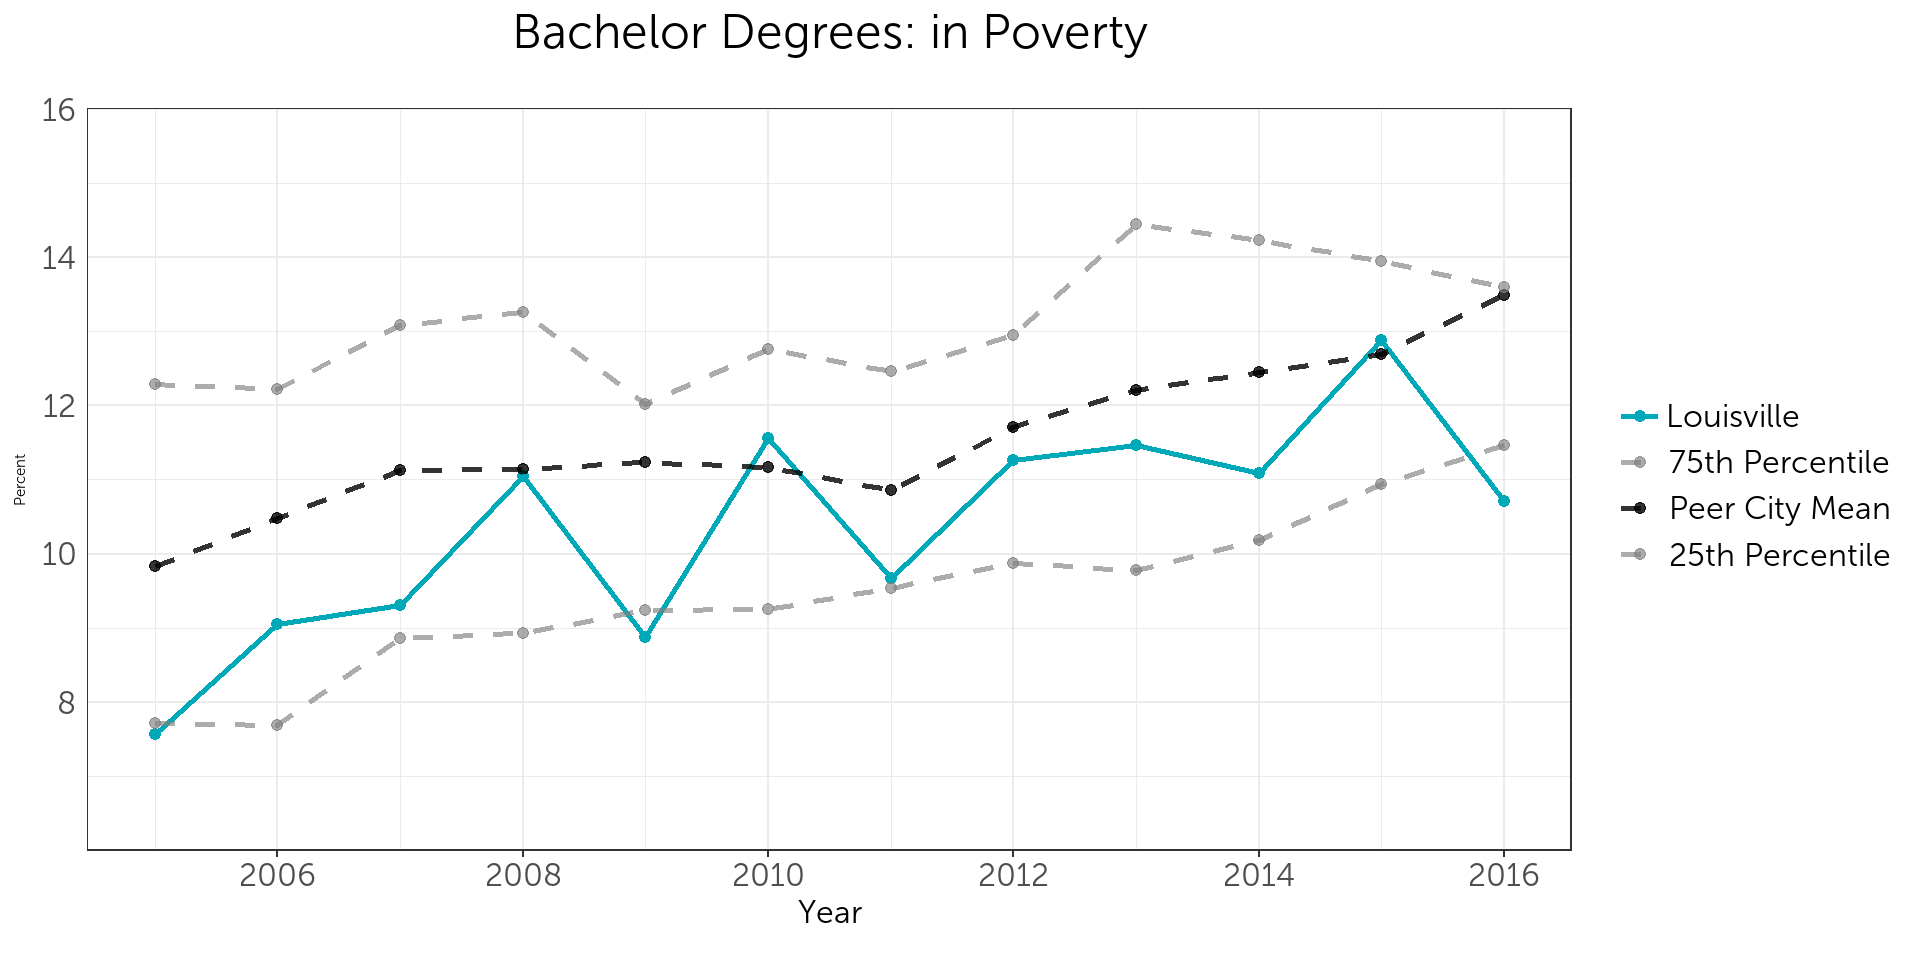 Bachelor Degrees: in Poverty
16
14
12
10
8
Percent
2006 2008 2010 2012 2014 2016
Year
Louisville
75th Percentile
Peer City Mean
25th Percentile